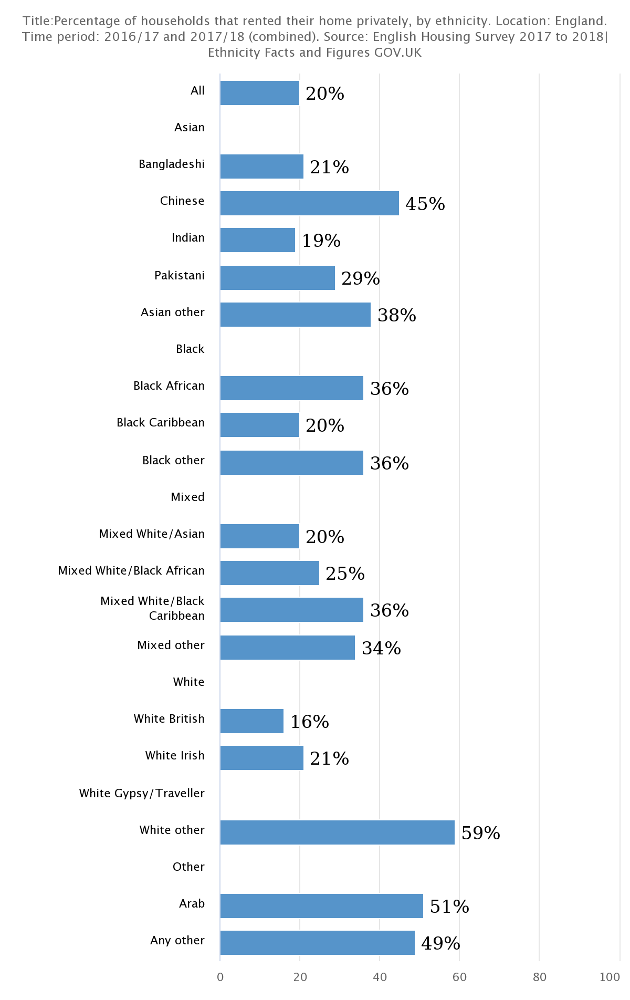 Title:Percentage of households that rented their home privately, by ethnicity. Location: England.
Time period: 2016/17 and 2017/18 (combined). Source: English Housing Survey 2017 to 2018|
Ethnicity Facts and Figures GOV.UK
All 20%
Asian
Bangladeshi 21%
Chinese 45%
Indian 19%
Pakistani 29%
Asian other 38%
Black
Black African 36%
Black Caribbean 20%
Black other 36%
Mixed
Mixed White/Asian 20%
Mixed White/Black African 25%
Mixed White/Black
Caribbean 36%
Mixed other 34%
White
White British 16%
White Irish 21%
White Gypsy/Traveller
White other 59%
Other
Arab 51%
Any other 49%
0 20 40 60 80 100